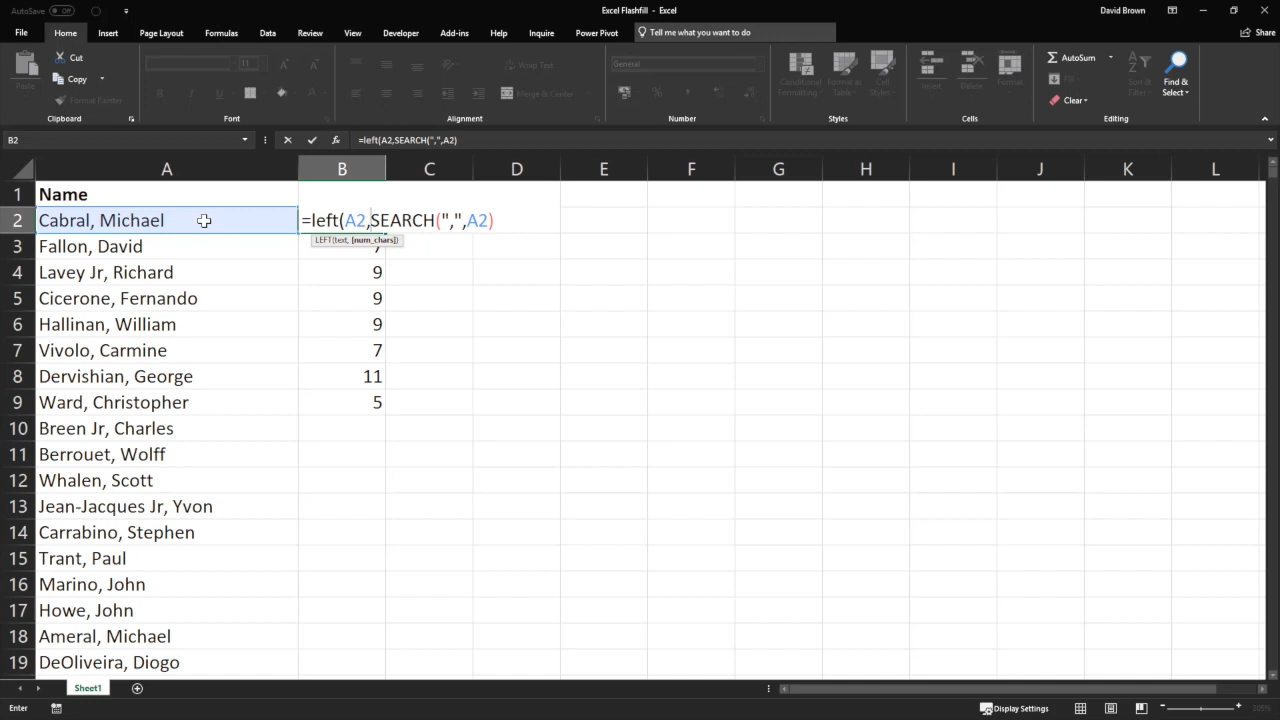 AutoSave Off
Excel Flashfill - Excel
David Brown
File Home Insert Page Layout Formulas Data Review View Developer Add-ins Help Inquire Power Pivot Tell me what you want to do Share
Paste Cut Copy Format Painter
11
Wrap Text
Merge & Center
General
Conditional Formatting Format as Table Cell Styles
Insert Delete Format
AutoSum Fill Clear
Sort & Filter Find & Select
Clipboard Font Alignment Number Styles Cells Editing
B2 fx =left(A2,SEARCH(",",A2)
A B C D E F G H I J K L
1 Name
2 Cabral, Michael =left(A2,SEARCH(",",A2)
LEFT(text, [num_chars])
3 Fallon, David 7
4 Lavey Jr, Richard 9
5 Cicerone, Fernando 9
6 Hallinan, William 9
7 Vivolo, Carmine 7
8 Dervishian, George 11
9 Ward, Christopher 5
10 Breen Jr, Charles
11 Berrouet, Wolff
12 Whalen, Scott
13 Jean-Jacques Jr, Yvon
14 Carrabino, Stephen
15 Trant, Paul
16 Marino, John
17 Howe, John
18 Ameral, Michael
19 DeOliveira, Diogo
Sheet1
Enter Display Settings